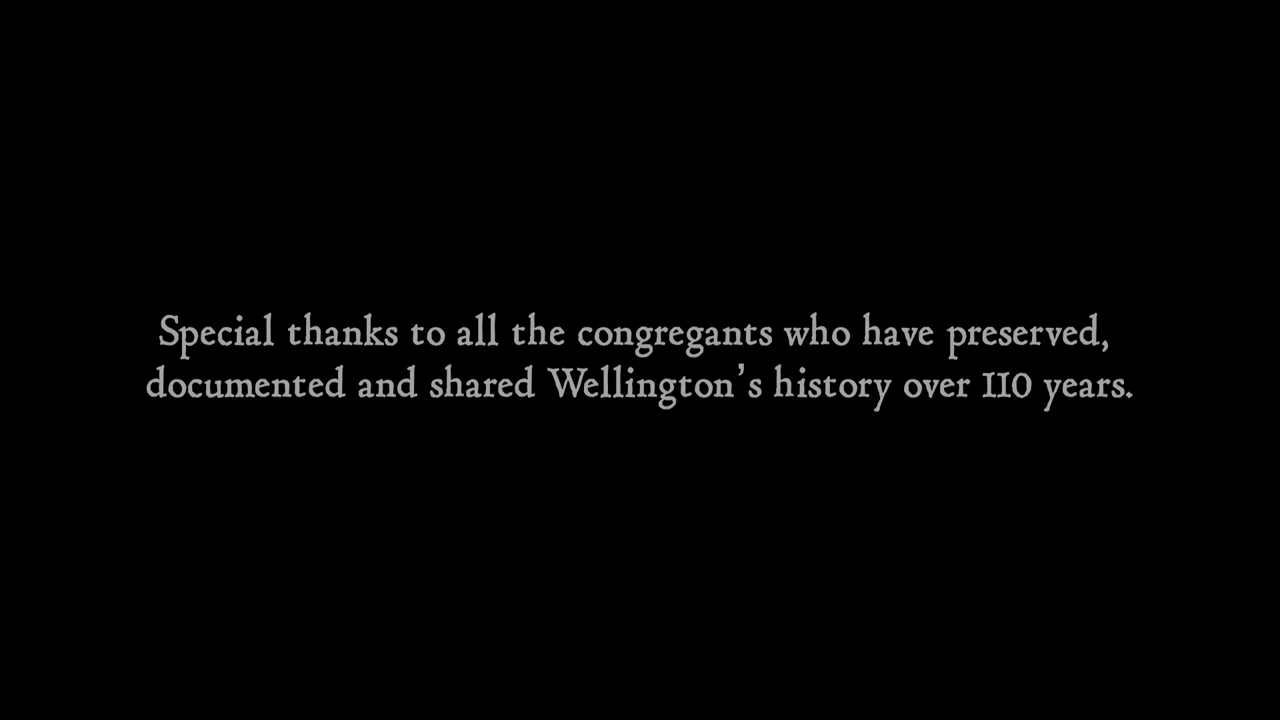 Special thanks to all the congregants who have preserved,
documented and shared Wellington’s history over 110 years.